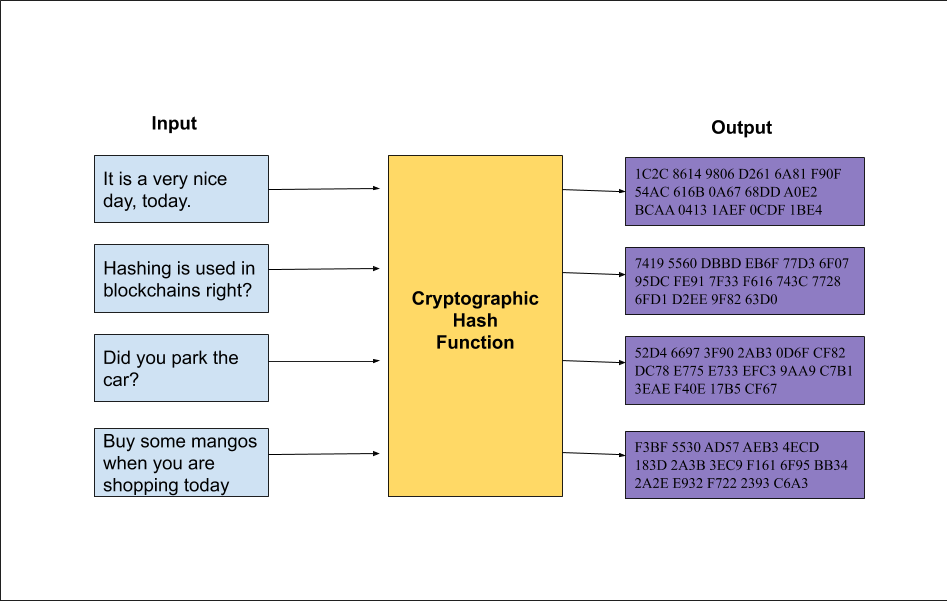 Input
Output
It is a very nice
day, today.
1C2C 8614 9806 D261 6A81 F90F
54AC 616B 0A67 68DD A0E2
BCAA 0413 1AEF 0CDF 1BE4
Hashing is used in
blockchains right?
7419 5560 DBBD EB6F 77D3 6F07
95DC FE91 7F33 F616 743C 7728
6FD1 D2EE 9F82 63D0
Cryptographic
Hash
Function
Did you park the
car?
52D4 6697 3F90 2AB3 0D6F CF82
DC78 E775 E733 EFC3 9AA9 C7B1
3EAE F40E 17B5 CF67
Buy some mangos
when you are
shopping today
F3BF 5530 AD57 AEB3 4ECD
183D 2A3B 3EC9 F161 6F95 BB34
2A2E E932 F722 2393 C6A3